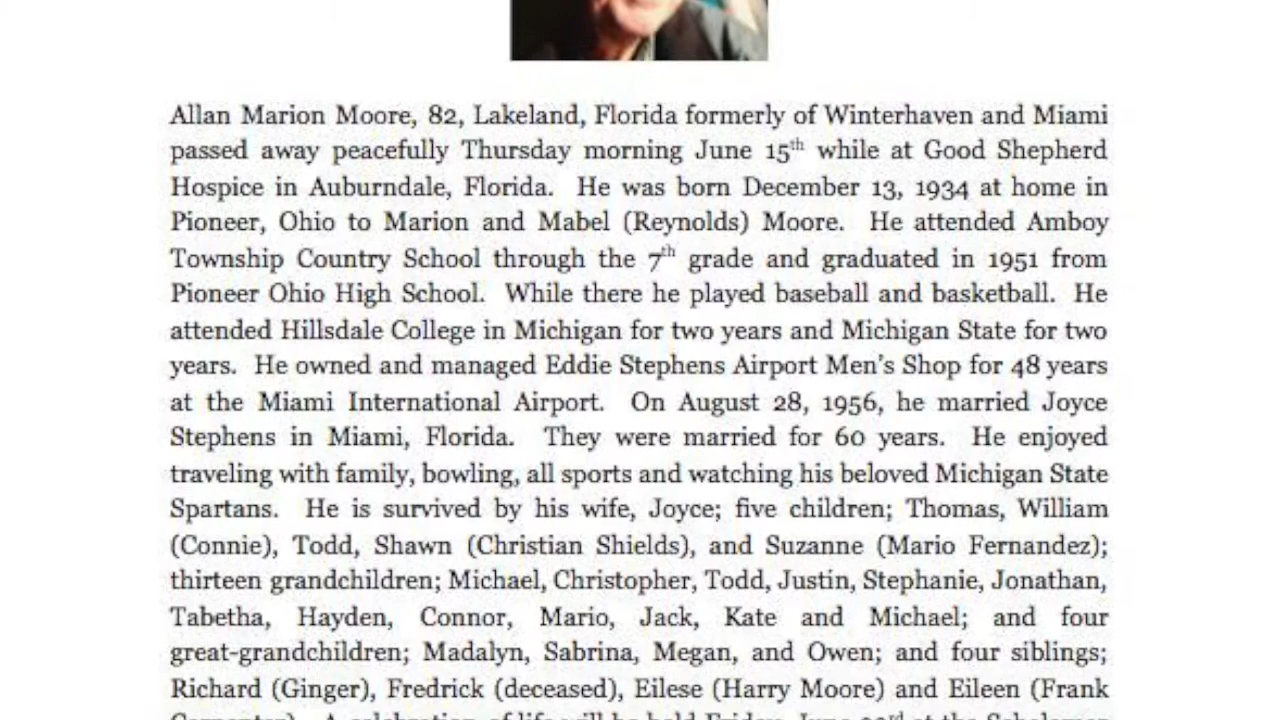 Allan Marion Moore, 82, Lakeland, Florida formerly of Winterhaven and Miami
passed away peacefully Thursday morning June 15th while at Good Shepherd
Hospice in Auburndale, Florida. He was born December 13, 1934 at home in
Pioneer, Ohio to Marion and Mabel (Reynolds) Moore. He attended Amboy
Township Country School through the 7th grade and graduated in 1951 from
Pioneer Ohio High School. While there he played baseball and basketball. He
attended Hillsdale College in Michigan for two years and Michigan State for two
years. He owned and managed Eddie Stephens Airport Men's Shop for 48 years
at the Miami International Airport. On August 28, 1956, he married Joyce
Stephens in Miami, Florida. They were married for 60 years. He enjoyed
traveling with family, bowling, all sports and watching his beloved Michigan State
Spartans. He is survived by his wife, Joyce; five children; Thomas, William
(Connie), Todd, Shawn (Christian Shields), and Suzanne (Mario Fernandez);
thirteen grandchildren; Michael, Christopher, Todd, Justin, Stephanie, Jonathan,
Tabetha, Hayden, Connor, Mario, Jack, Kate and Michael; and four
great-grandchildren; Madalyn, Sabrina, Megan, and Owen; and four siblings;
Richard (Ginger), Fredrick (deceased), Eilese (Harry Moore) and Eileen (Frank
A celebration of life will be held Friday, June at the